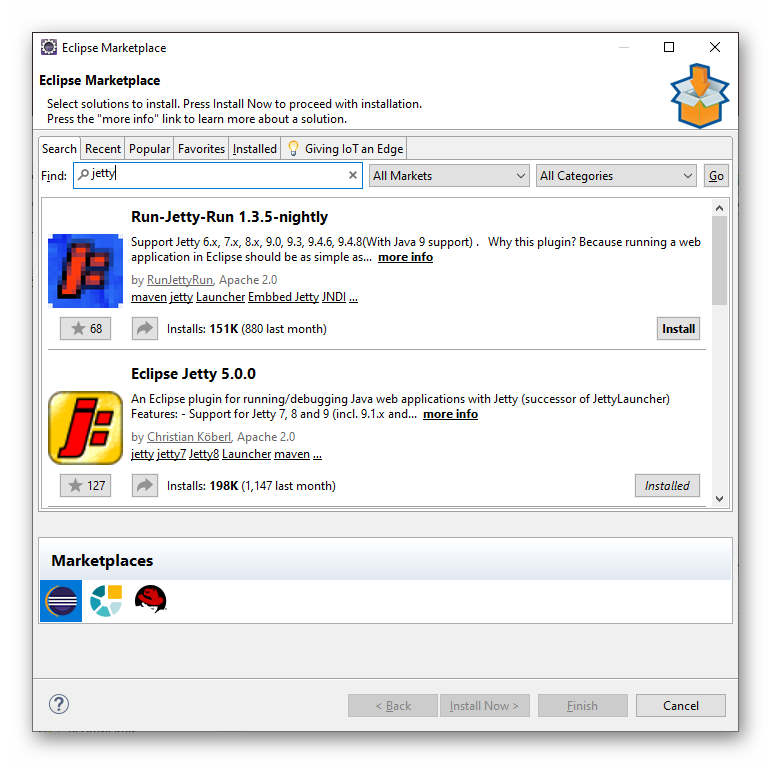 Eclipse Marketplace
Eclipse Marketplace
Select solutions to install. Press Install Now to proceed with installation.
Press the "more info" link to learn more about a solution.
Search Recent Popular Favorites Installed Giving IoT an Edge
Find: jetty All Markets All Categories Go
Run-Jetty-Run 1.3.5-nightly
Support Jetty 6.x, 7.x, 8.x, 9.0, 9.3, 9.4.6, 9.4.8(With Java 9 support) . Why this plugin? Because running a web
application in Eclipse should be as simple as... more info
by RunJettyRun, Apache 2.0
maven jetty Launcher Embbed Jetty JNDI ...
68 Installs: 151K (880 last month) Install
Eclipse Jetty 5.0.0
An Eclipse plugin for running/debugging Java web applications with Jetty (successor of JettyLauncher)
Features: - Support for Jetty 7, 8 and 9 (incl. 9.1.x and... more info
by Christian Köberl, Apache 2.0
jetty jetty7 Jetty8 Launcher maven ...
127 Installs: 198K (1,147 last month) Installed
Marketplaces
? < Back Install Now > Finish Cancel